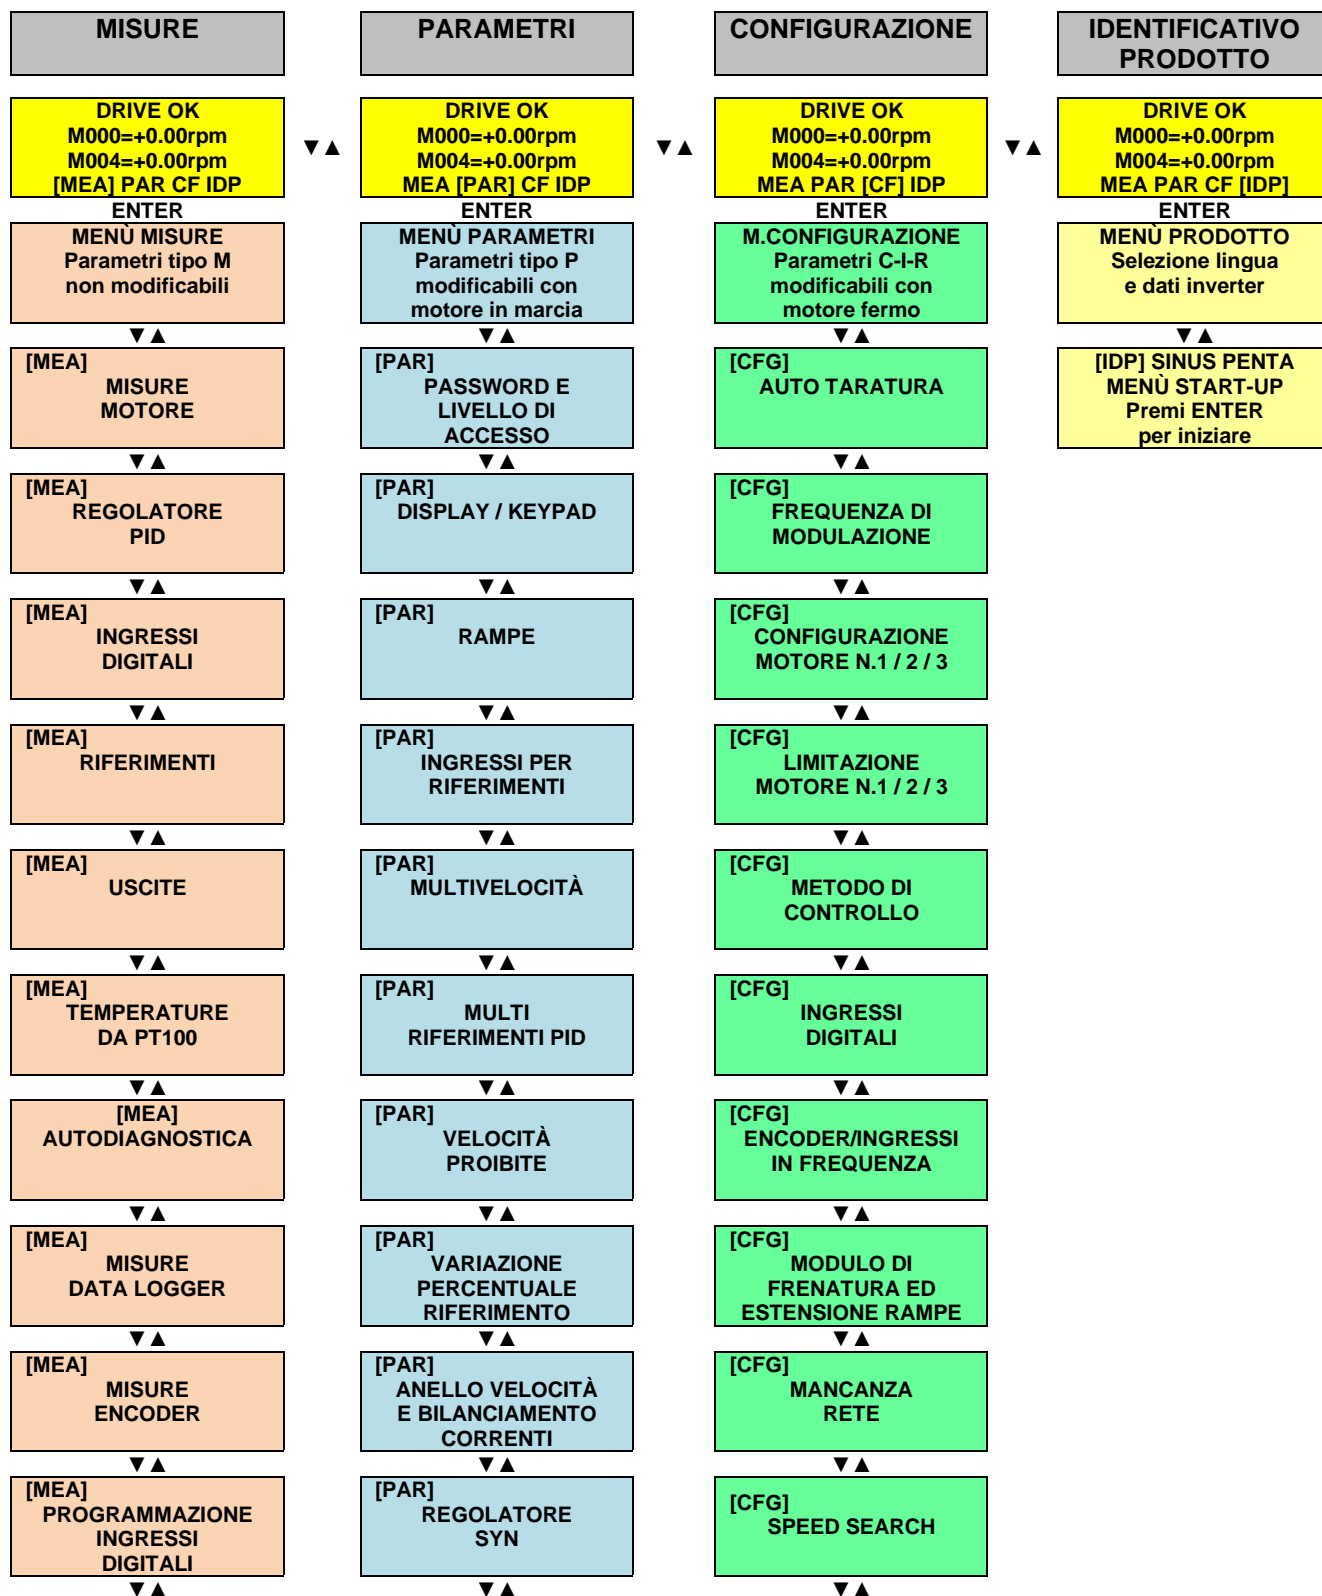 MISURE
PARAMETRI
CONFIGURAZIONE
IDENTIFICATIVO
PRODOTTO
DRIVE OK
M000=+0.00rpm
M004=+0.00rpm
[MEA] PAR CF IDP
▼▲
DRIVE OK
M000=+0.00rpm
M004=+0.00rpm
MEA [PAR] CF IDP
▼▲
DRIVE OK
M000=+0.00rpm
M004=+0.00rpm
MEA PAR [CF] IDP
▼▲
DRIVE OK
M000=+0.00rpm
M004=+0.00rpm
MEA PAR CF [IDP]
ENTER
ENTER
ENTER
ENTER
MENÙ MISURE
Parametri tipo M
non modificabili
MENÙ PARAMETRI
Parametri tipo P
modificabili con
motore in marcia
M.CONFIGURAZIONE
Parametri C-I-R
modificabili con
motore fermo
MENÙ PRODOTTO
Selezione lingua
e dati inverter
▼▲
▼▲
▼▲
▼▲
[MEA]
MISURE
MOTORE
[PAR]
PASSWORD E
LIVELLO DI
ACCESSO
[CFG]
AUTO TARATURA
[IDP] SINUS PENTA
MENÙ START-UP
Premi ENTER
per iniziare
▼▲
▼▲
▼▲
[MEA]
REGOLATORE
PID
[PAR]
DISPLAY / KEYPAD
[CFG]
FREQUENZA DI
MODULAZIONE
▼▲
▼▲
▼▲
[MEA]
INGRESSI
DIGITALI
[PAR]
RAMPE
[CFG]
CONFIGURAZIONE
MOTORE N.1 / 2 / 3
▼▲
▼▲
▼▲
[MEA]
RIFERIMENTI
[PAR]
INGRESSI PER
RIFERIMENTI
[CFG]
LIMITAZIONE
MOTORE N.1 / 2 / 3
▼▲
▼▲
▼▲
[MEA]
USCITE
[PAR]
MULTIVELOCITÀ
[CFG]
METODO DI
CONTROLLO
▼▲
▼▲
▼▲
[MEA]
TEMPERATURE
DA PT100
[PAR]
MULTI
RIFERIMENTI PID
[CFG]
INGRESSI
DIGITALI
▼▲
▼▲
▼▲
[MEA]
AUTODIAGNOSTICA
[PAR]
VELOCITÀ
PROIBITE
[CFG]
ENCODER/INGRESSI
IN FREQUENZA
▼▲
▼▲
▼▲
[MEA]
MISURE
DATA LOGGER
[PAR]
VARIAZIONE
PERCENTUALE
RIFERIMENTO
[CFG]
MODULO DI
FRENATURA ED
ESTENSIONE RAMPE
▼▲
▼▲
▼▲
[MEA]
MISURE
ENCODER
[PAR]
ANELLO VELOCITÀ
E BILANCIAMENTO
CORRENTI
[CFG]
MANCANZA
RETE
▼▲
▼▲
▼▲
[MEA]
PROGRAMMAZIONE
INGRESSI
DIGITALI
[PAR]
REGOLATORE
SYN
[CFG]
SPEED SEARCH
▼▲
▼▲
▼▲